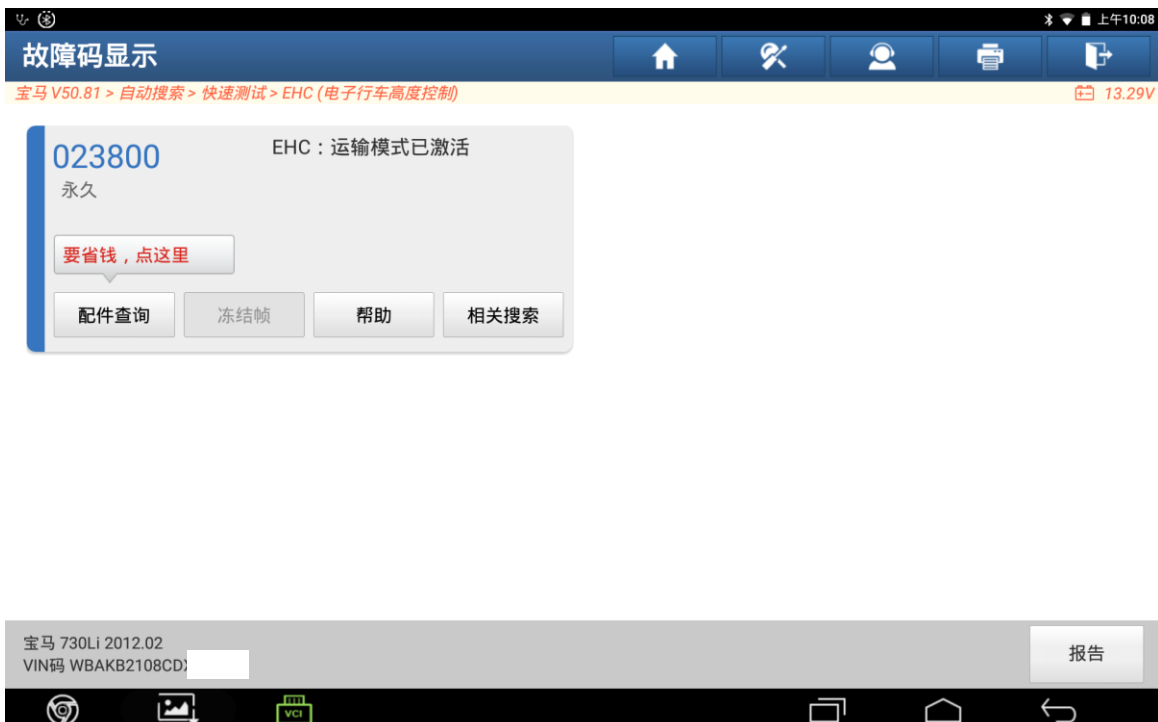 上午10:08
故障码显示
宝马 V50.81 > 自动搜索 > 快速测试 > EHC (电子行车高度控制)
13.29V
023800
EHC：运输模式已激活
永久
要省钱，点这里
配件查询
冻结帧
帮助
相关搜索
宝马 730Li 2012.02
VIN码 WBAKB2108CD
报告
VCI